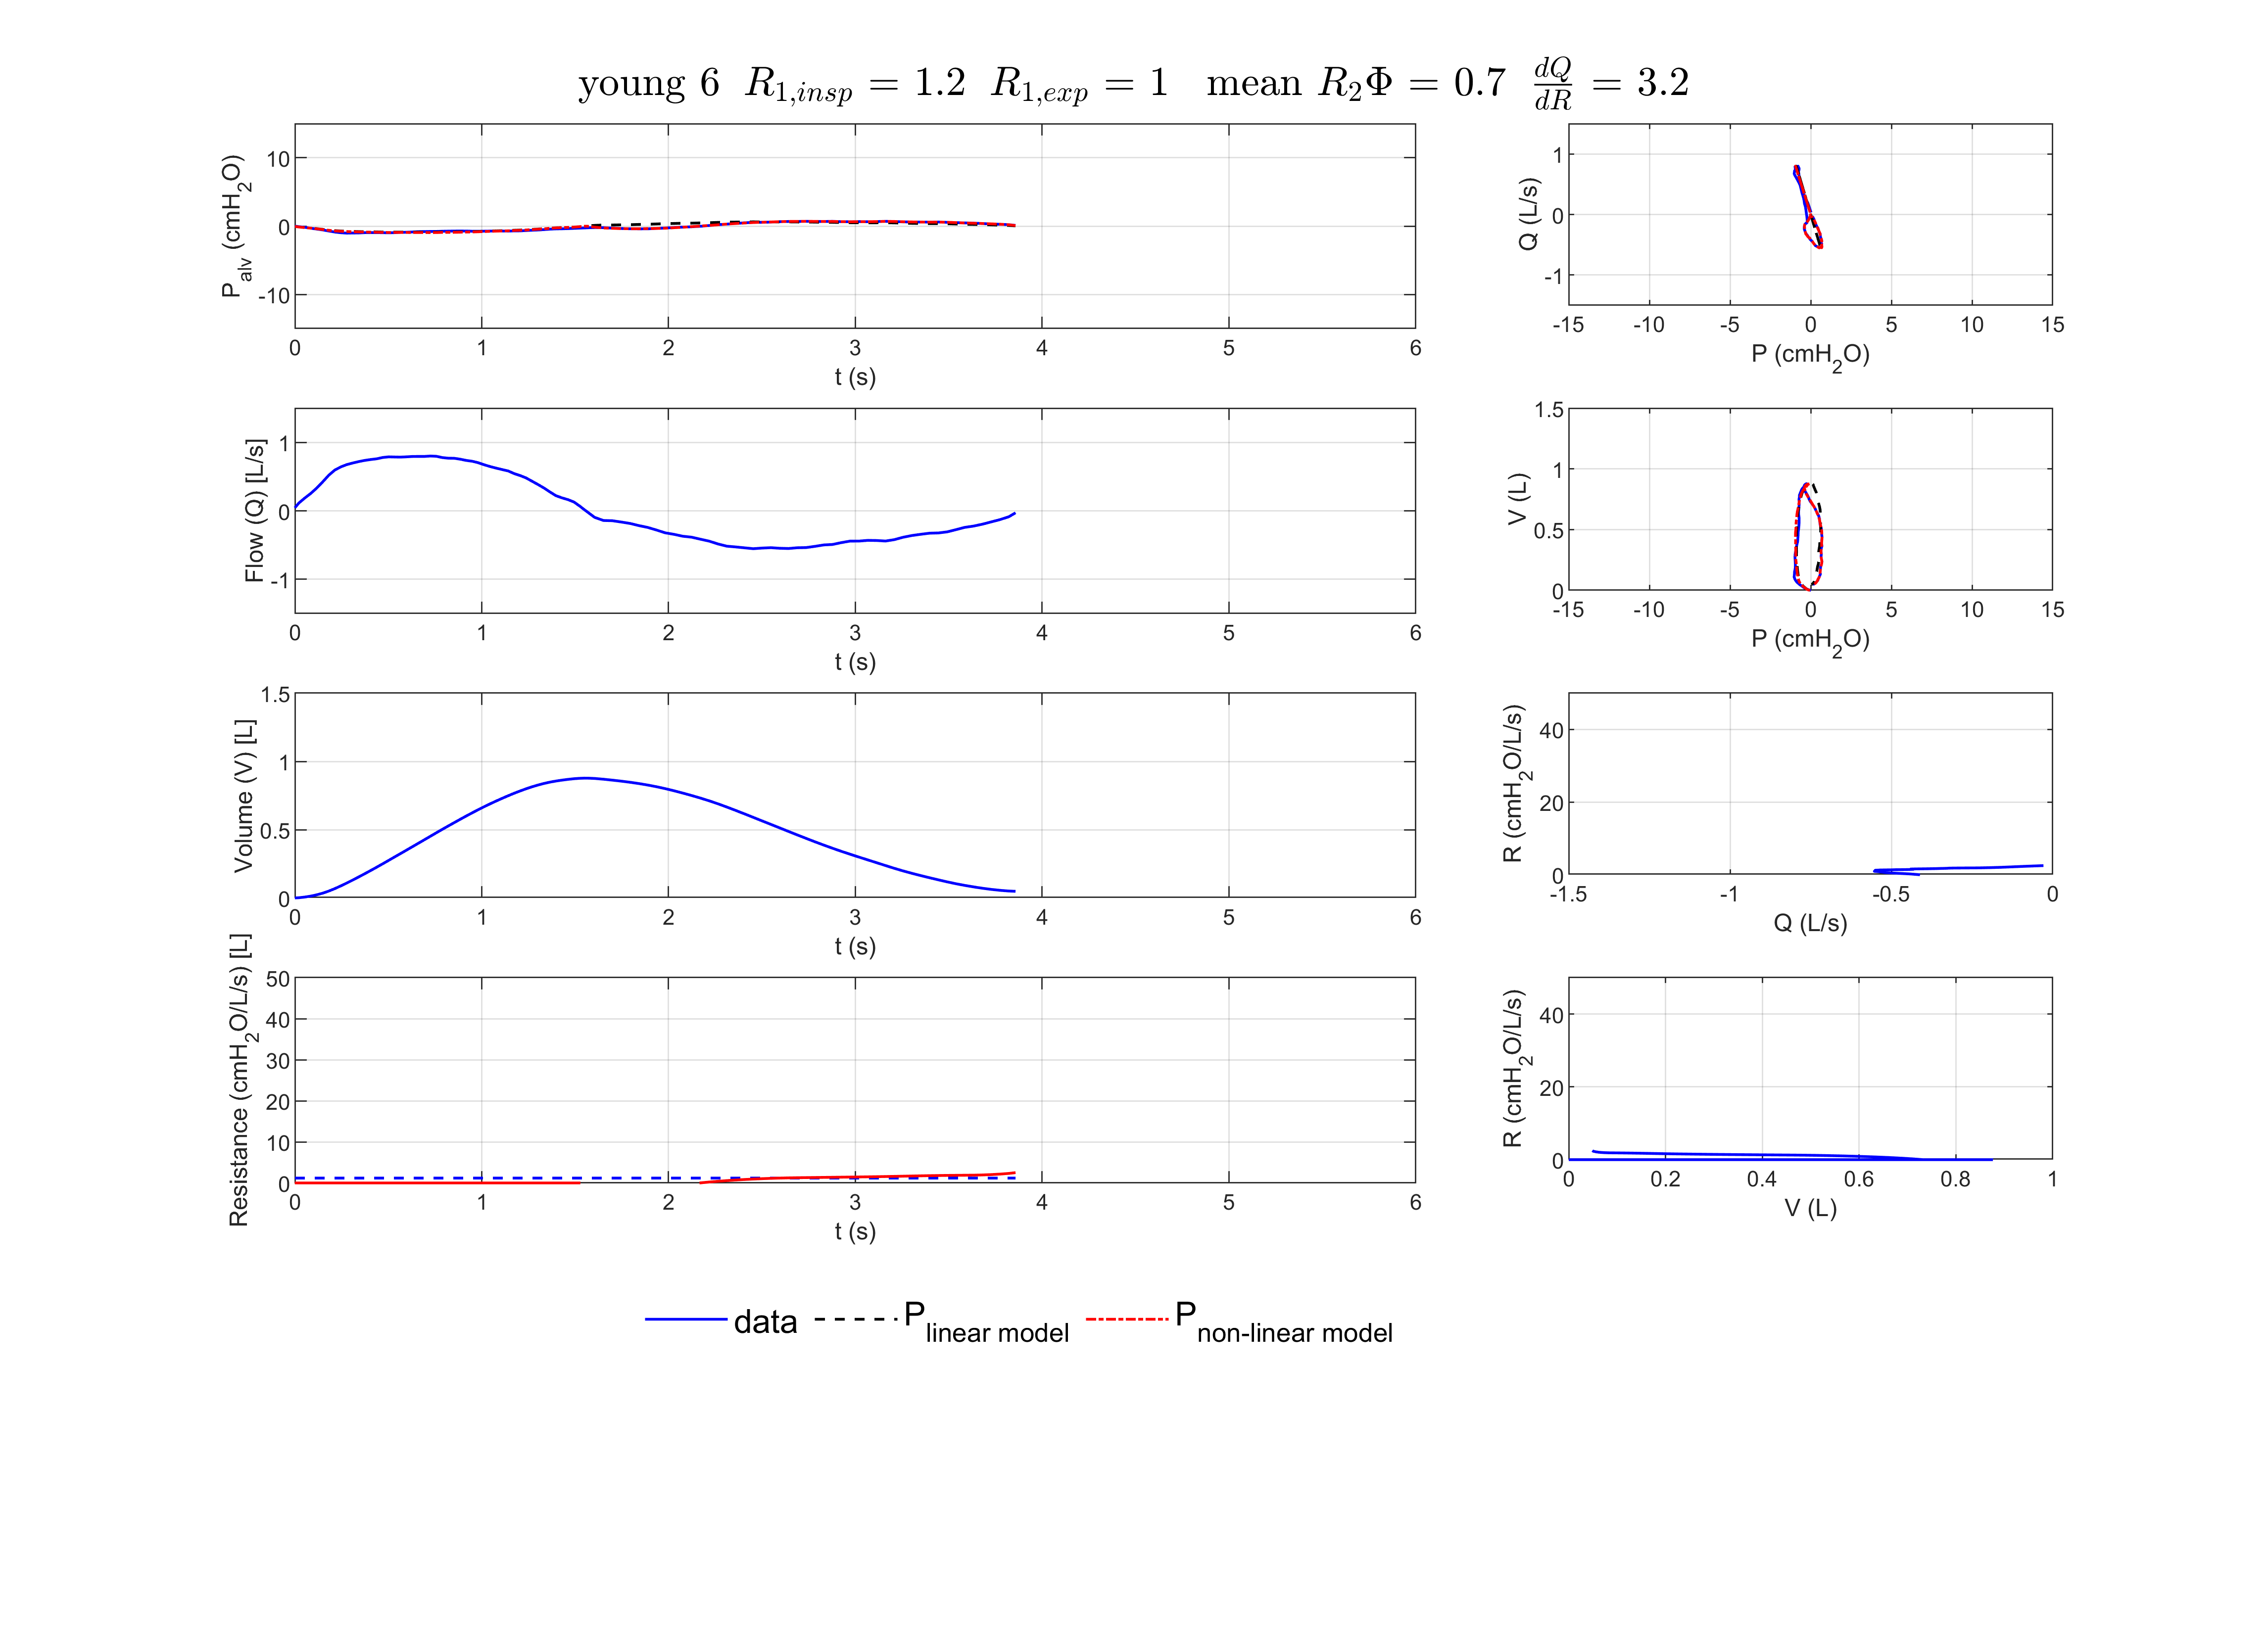 young 6 R1,insp = 1.2 R1,exp = 1 mean R2Φ = 0.7 dQ/dR = 3.2
Palv (cmH2O)
10
0
-10
0 1 2 3 4 5 6
t (s)
Q (L/s)
1
0
-1
-15 -10 -5 0 5 10 15
P (cmH2O)
Flow (Q) [L/s]
1
0
-1
0 1 2 3 4 5 6
t (s)
V (L)
1.5
1
0.5
0
-15 -10 -5 0 5 10 15
P (cmH2O)
Volume (V) [L]
1.5
1
0.5
0
0 1 2 3 4 5 6
t (s)
R (cmH2O/L/s)
40
20
0
-1.5 -1 -0.5 0
Q (L/s)
Resistance (cmH2O/L/s) [L]
50
40
30
20
10
0
0 1 2 3 4 5 6
t (s)
R (cmH2O/L/s)
40
20
0
0 0.2 0.4 0.6 0.8 1
V (L)
data Plinear model Pnon-linear model